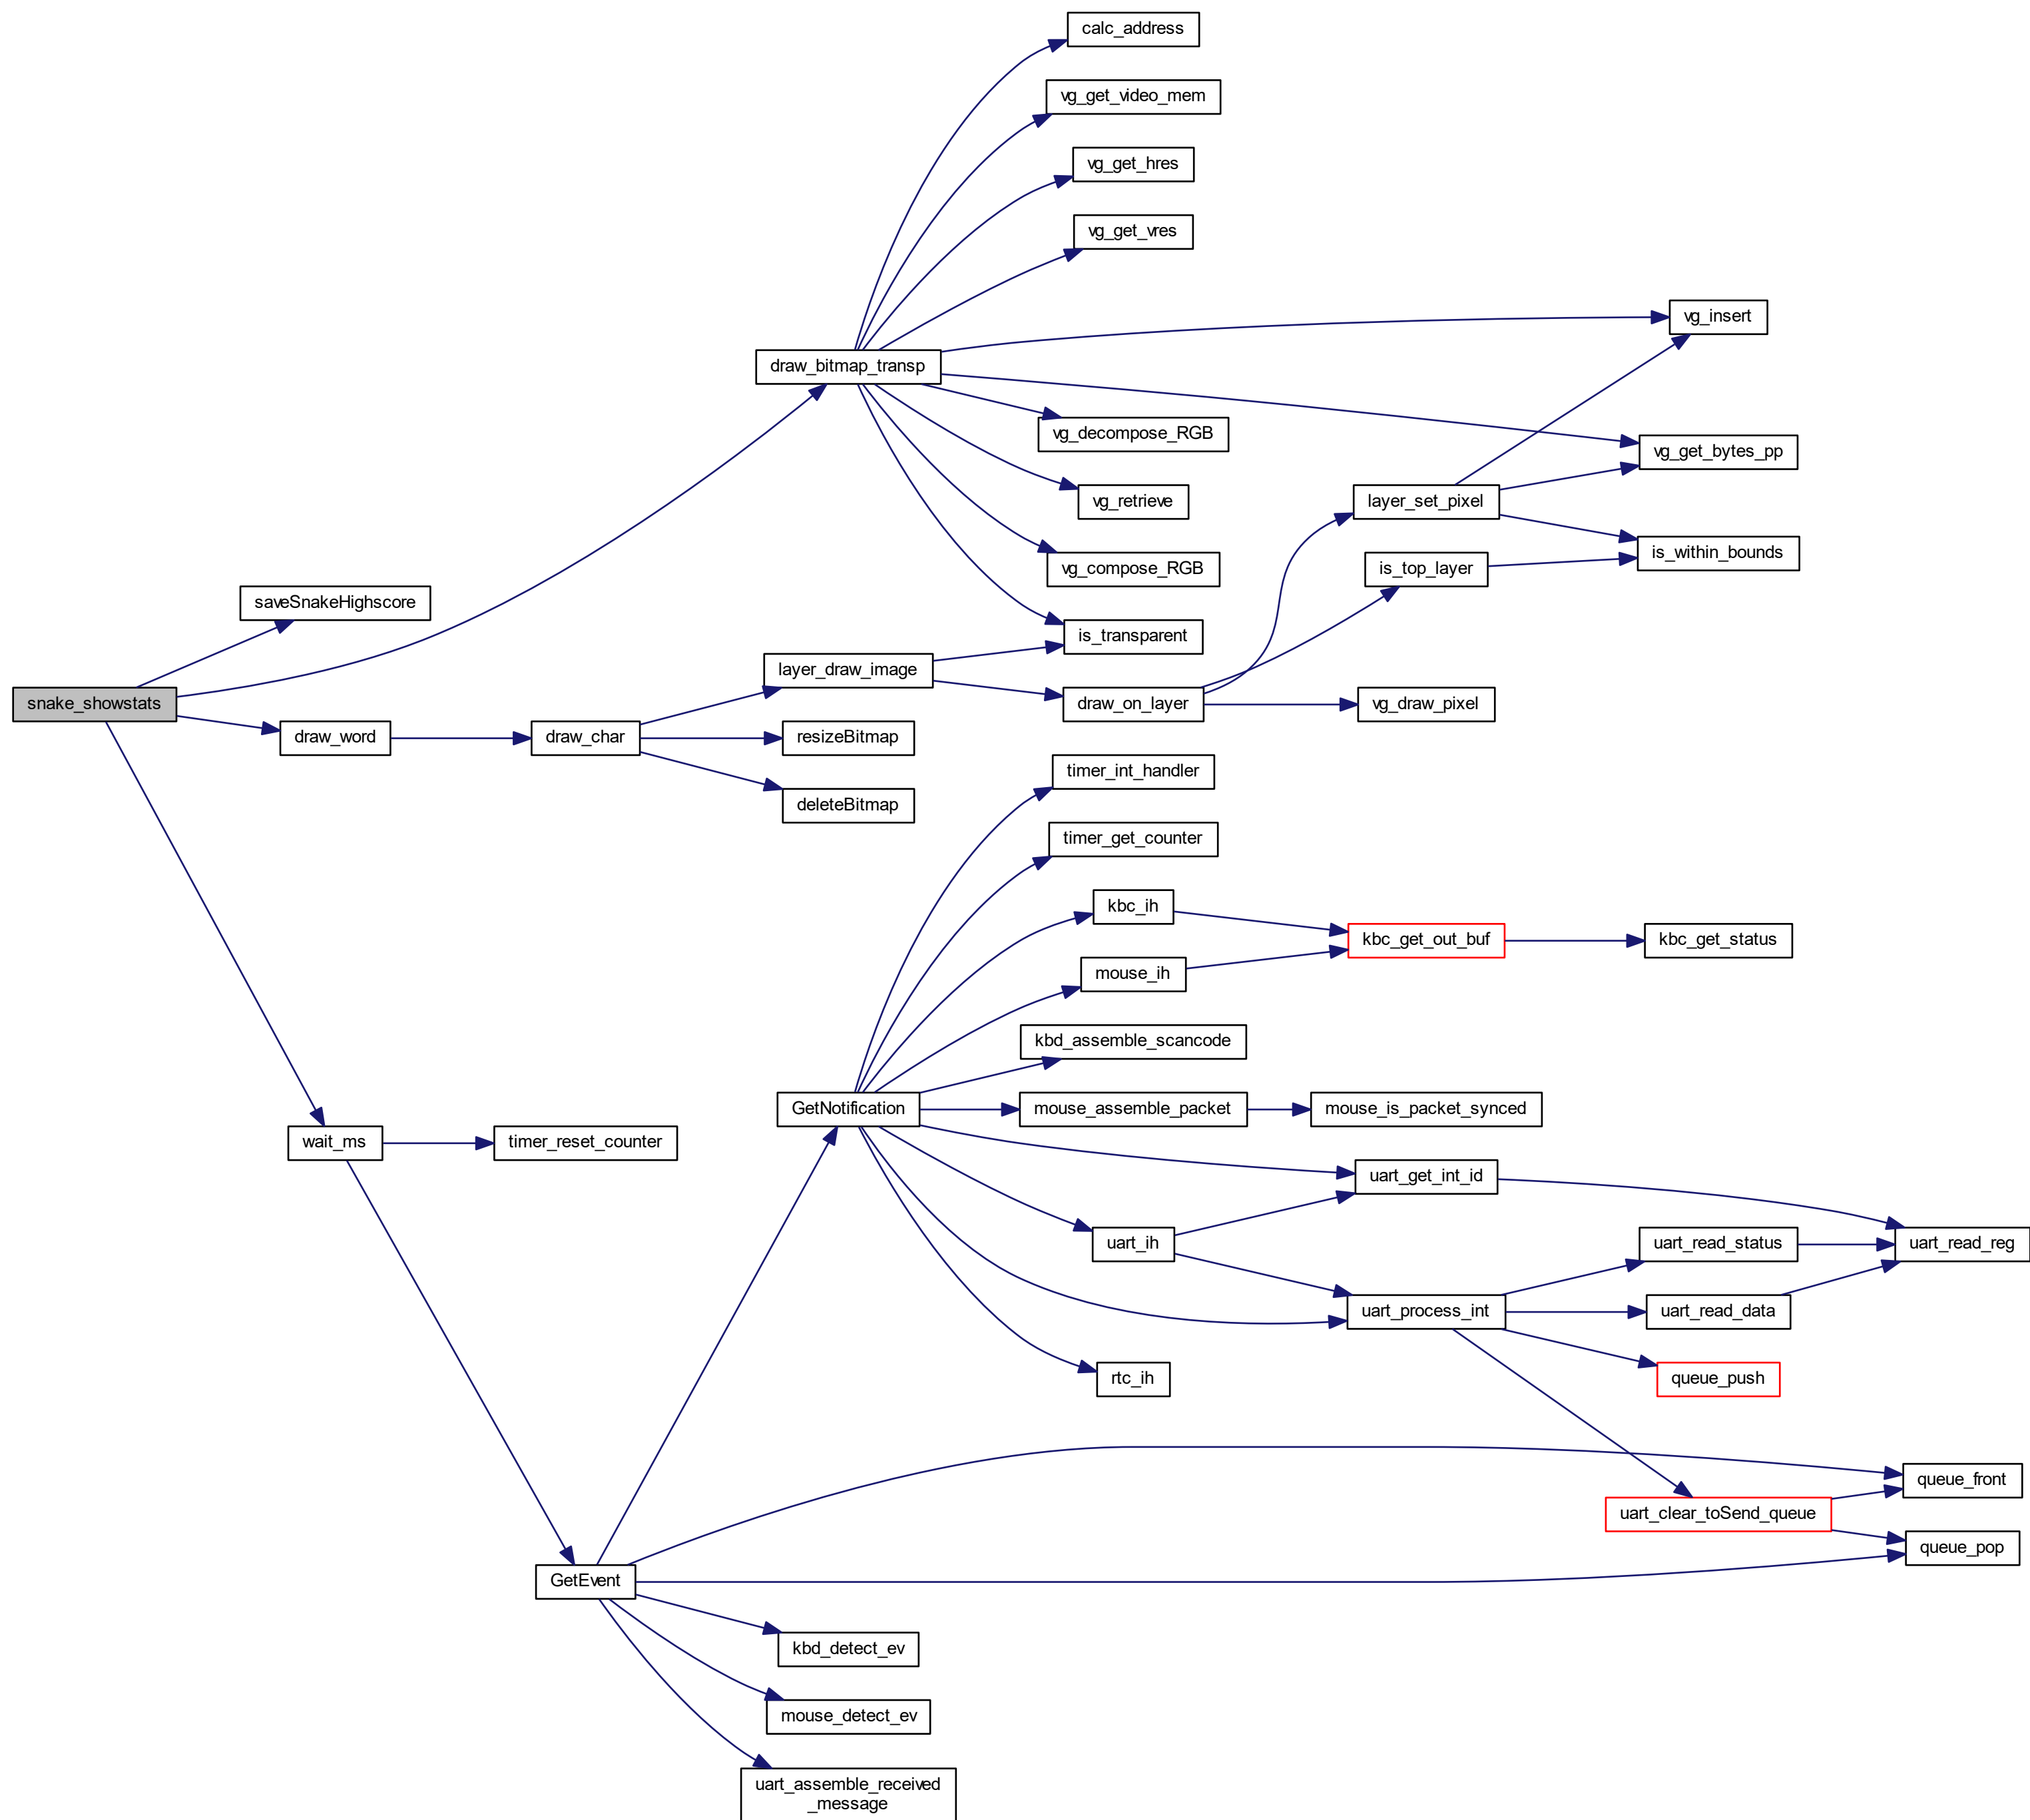 calc_address
vg_get_video_mem
vg_get_hres
vg_get_vres
vg_insert
draw_bitmap_transp
vg_decompose_RGB
vg_get_bytes_pp
vg_retrieve
layer_set_pixel
is_within_bounds
vg_compose_RGB
is_top_layer
saveSnakeHighscore
is_transparent
layer_draw_image
snake_showstats
draw_on_layer
vg_draw_pixel
draw_word
draw_char
resizeBitmap
timer_int_handler
deleteBitmap
timer_get_counter
kbc_ih
kbc_get_out_buf
kbc_get_status
mouse_ih
kbd_assemble_scancode
GetNotification
mouse_assemble_packet
mouse_is_packet_synced
wait_ms
timer_reset_counter
uart_get_int_id
uart_ih
uart_read_status
uart_read_reg
uart_process_int
uart_read_data
rtc_ih
queue_push
queue_front
uart_clear_toSend_queue
queue_pop
GetEvent
kbd_detect_ev
mouse_detect_ev
uart_assemble_received
_message